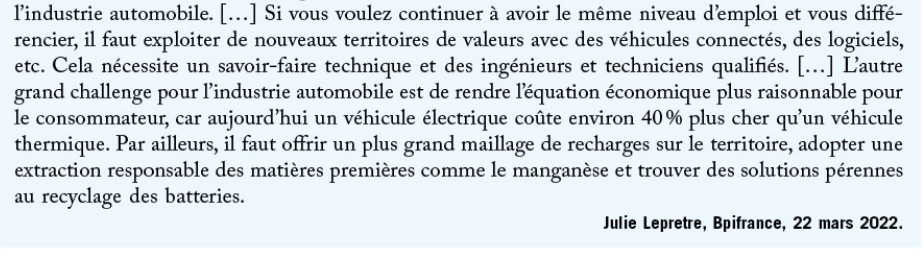 l’industrie automobile. […] Si vous voulez continuer à avoir le même niveau d’emploi et vous diffé-
rencier, il faut exploiter de nouveaux territoires de valeurs avec des véhicules connectés, des logiciels,
etc. Cela nécessite un savoir-faire technique et des ingénieurs et techniciens qualifiés. […] L’autre
grand challenge pour l’industrie automobile est de rendre l’équation économique plus raisonnable pour
le consommateur, car aujourd’hui un véhicule électrique coûte environ 40 % plus cher qu’un véhicule
thermique. Par ailleurs, il faut offrir un plus grand maillage de recharges sur le territoire, adopter une
extraction responsable des matières premières comme le manganèse et trouver des solutions pérennes
au recyclage des batteries.
Julie Lepretre, Bpifrance, 22 mars 2022.